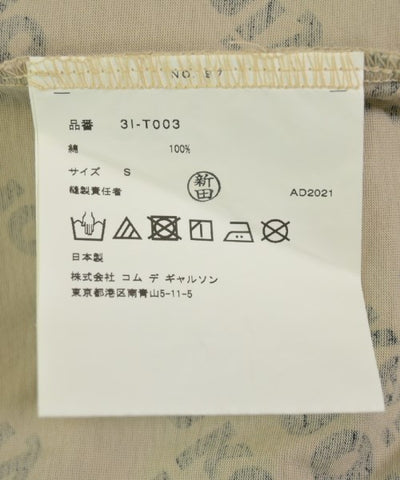 NO. 87
品番 3I-T003
綿 100%
サイズ S
縫製責任者 新田 AD2021
日本製
株式会社 コム デ ギャルソン
東京都港区南青山5-11-5